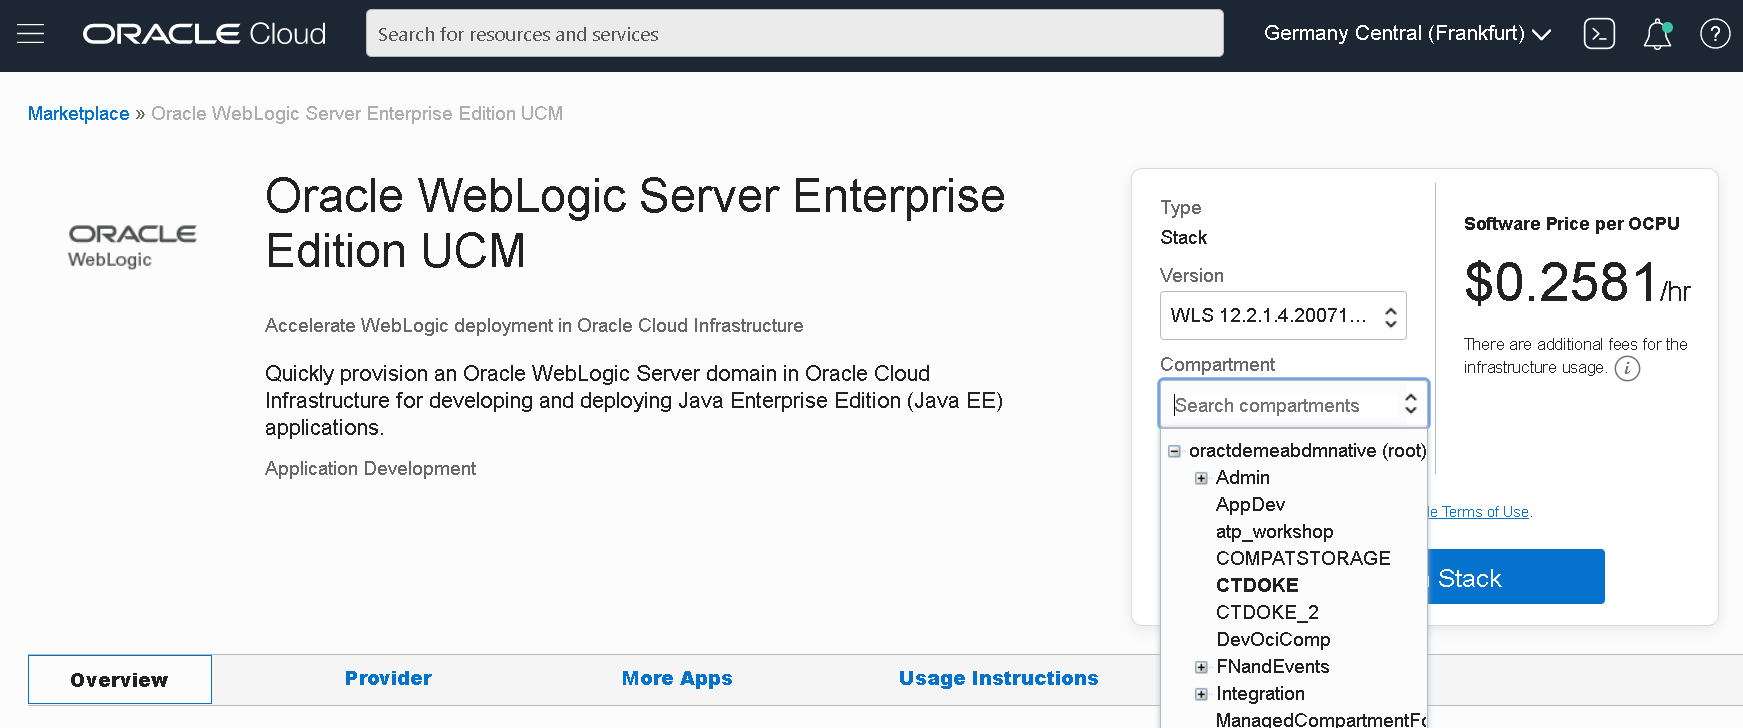 ORACLE Cloud
Search for resources and services
Germany Central (Frankfurt)
Marketplace » Oracle WebLogic Server Enterprise Edition UCM
ORACLE
WebLogic
Oracle WebLogic Server Enterprise
Edition UCM
Accelerate WebLogic deployment in Oracle Cloud Infrastructure
Quickly provision an Oracle WebLogic Server domain in Oracle Cloud
Infrastructure for developing and deploying Java Enterprise Edition (Java EE)
applications.
Application Development
Type
Stack
Version
WLS 12.2.1.4.20071...
Compartment
Search compartments
oractdemeabdmnative (root)
Admin
AppDev
atp_workshop
COMPATSTORAGE
CTDOKE
CTDOKE_2
DevOciComp
FNandEvents
Integration
ManagedCompartmentFo
Software Price per OCPU
$0.2581/hr
There are additional fees for the
infrastructure usage.
Terms of Use.
Stack
Overview
Provider
More Apps
Usage Instructions